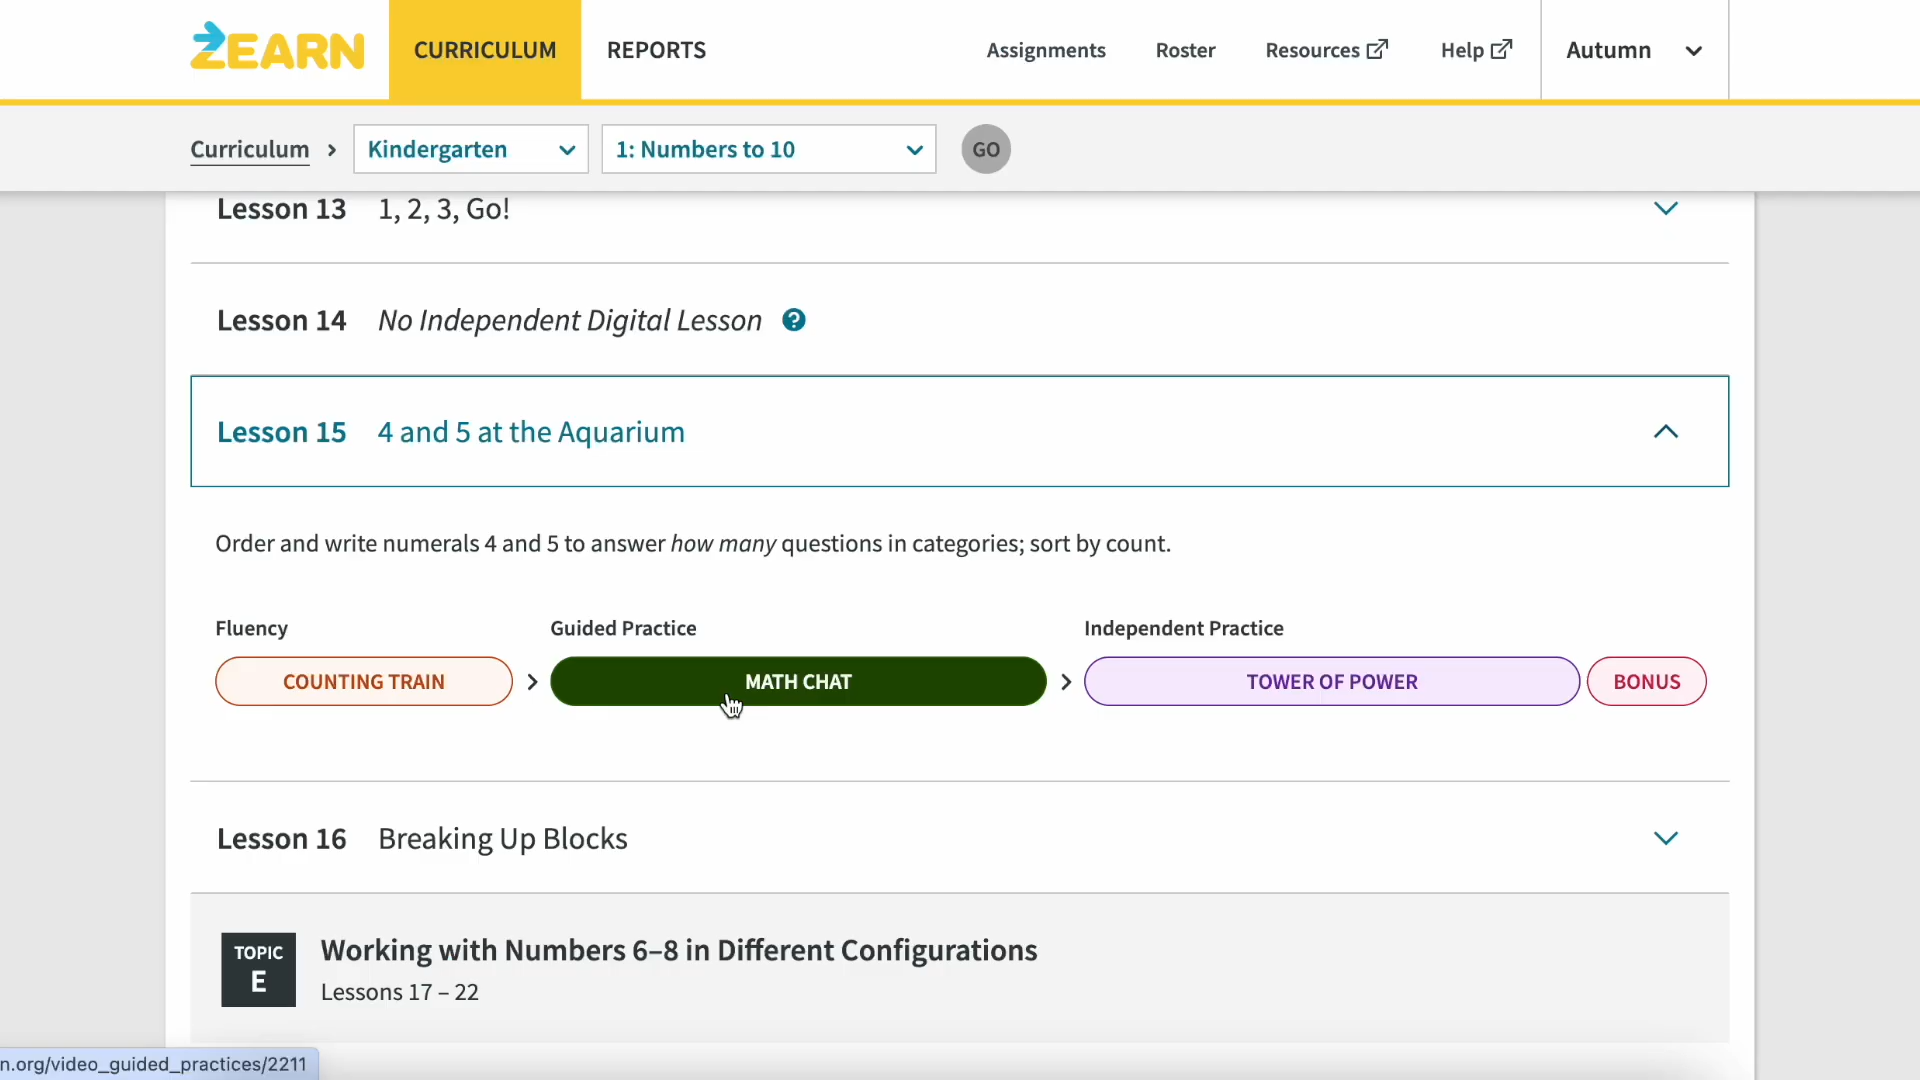 ZEARN
CURRICULUM
REPORTS
Assignments
Roster
Resources
Help
Autumn
Curriculum
Kindergarten
1: Numbers to 10
GO
Lesson 13 1, 2, 3, Go!
Lesson 14 No Independent Digital Lesson ?
Lesson 15 4 and 5 at the Aquarium
Order and write numerals 4 and 5 to answer how many questions in categories; sort by count.
Fluency
Guided Practice
Independent Practice
COUNTING TRAIN
MATH CHAT
TOWER OF POWER
BONUS
Lesson 16 Breaking Up Blocks
TOPIC
E
Working with Numbers 6–8 in Different Configurations
Lessons 17 – 22
n.org/video_guided_practices/2211